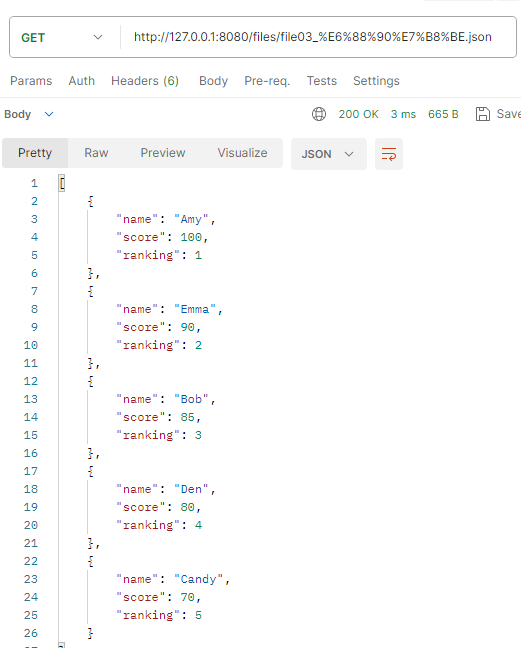 GET http://127.0.0.1:8080/files/file03_%E6%88%90%E7%B8%BE.json
Params Auth Headers (6) Body Pre-req. Tests Settings
Body 200 OK 3 ms 665 B Save
Pretty Raw Preview Visualize JSON
1 [
2 {
3 "name": "Amy",
4 "score": 100,
5 "ranking": 1
6 },
7 {
8 "name": "Emma",
9 "score": 90,
10 "ranking": 2
11 },
12 {
13 "name": "Bob",
14 "score": 85,
15 "ranking": 3
16 },
17 {
18 "name": "Den",
19 "score": 80,
20 "ranking": 4
21 },
22 {
23 "name": "Candy",
24 "score": 70,
25 "ranking": 5
26 }